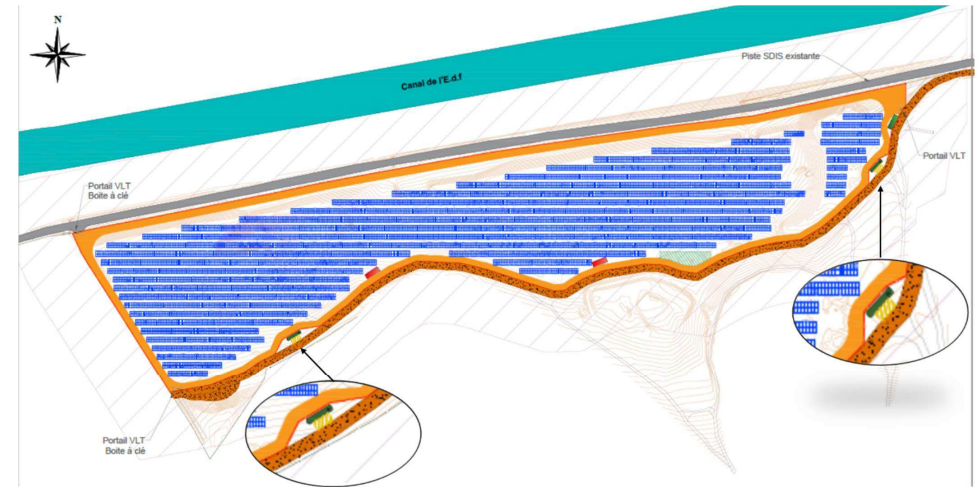 N
Canal de l'E.d.f
Piste SDIS existante
Portail VLT
Portail VLT
Boite à clé
Portail VLT
Boite à clé